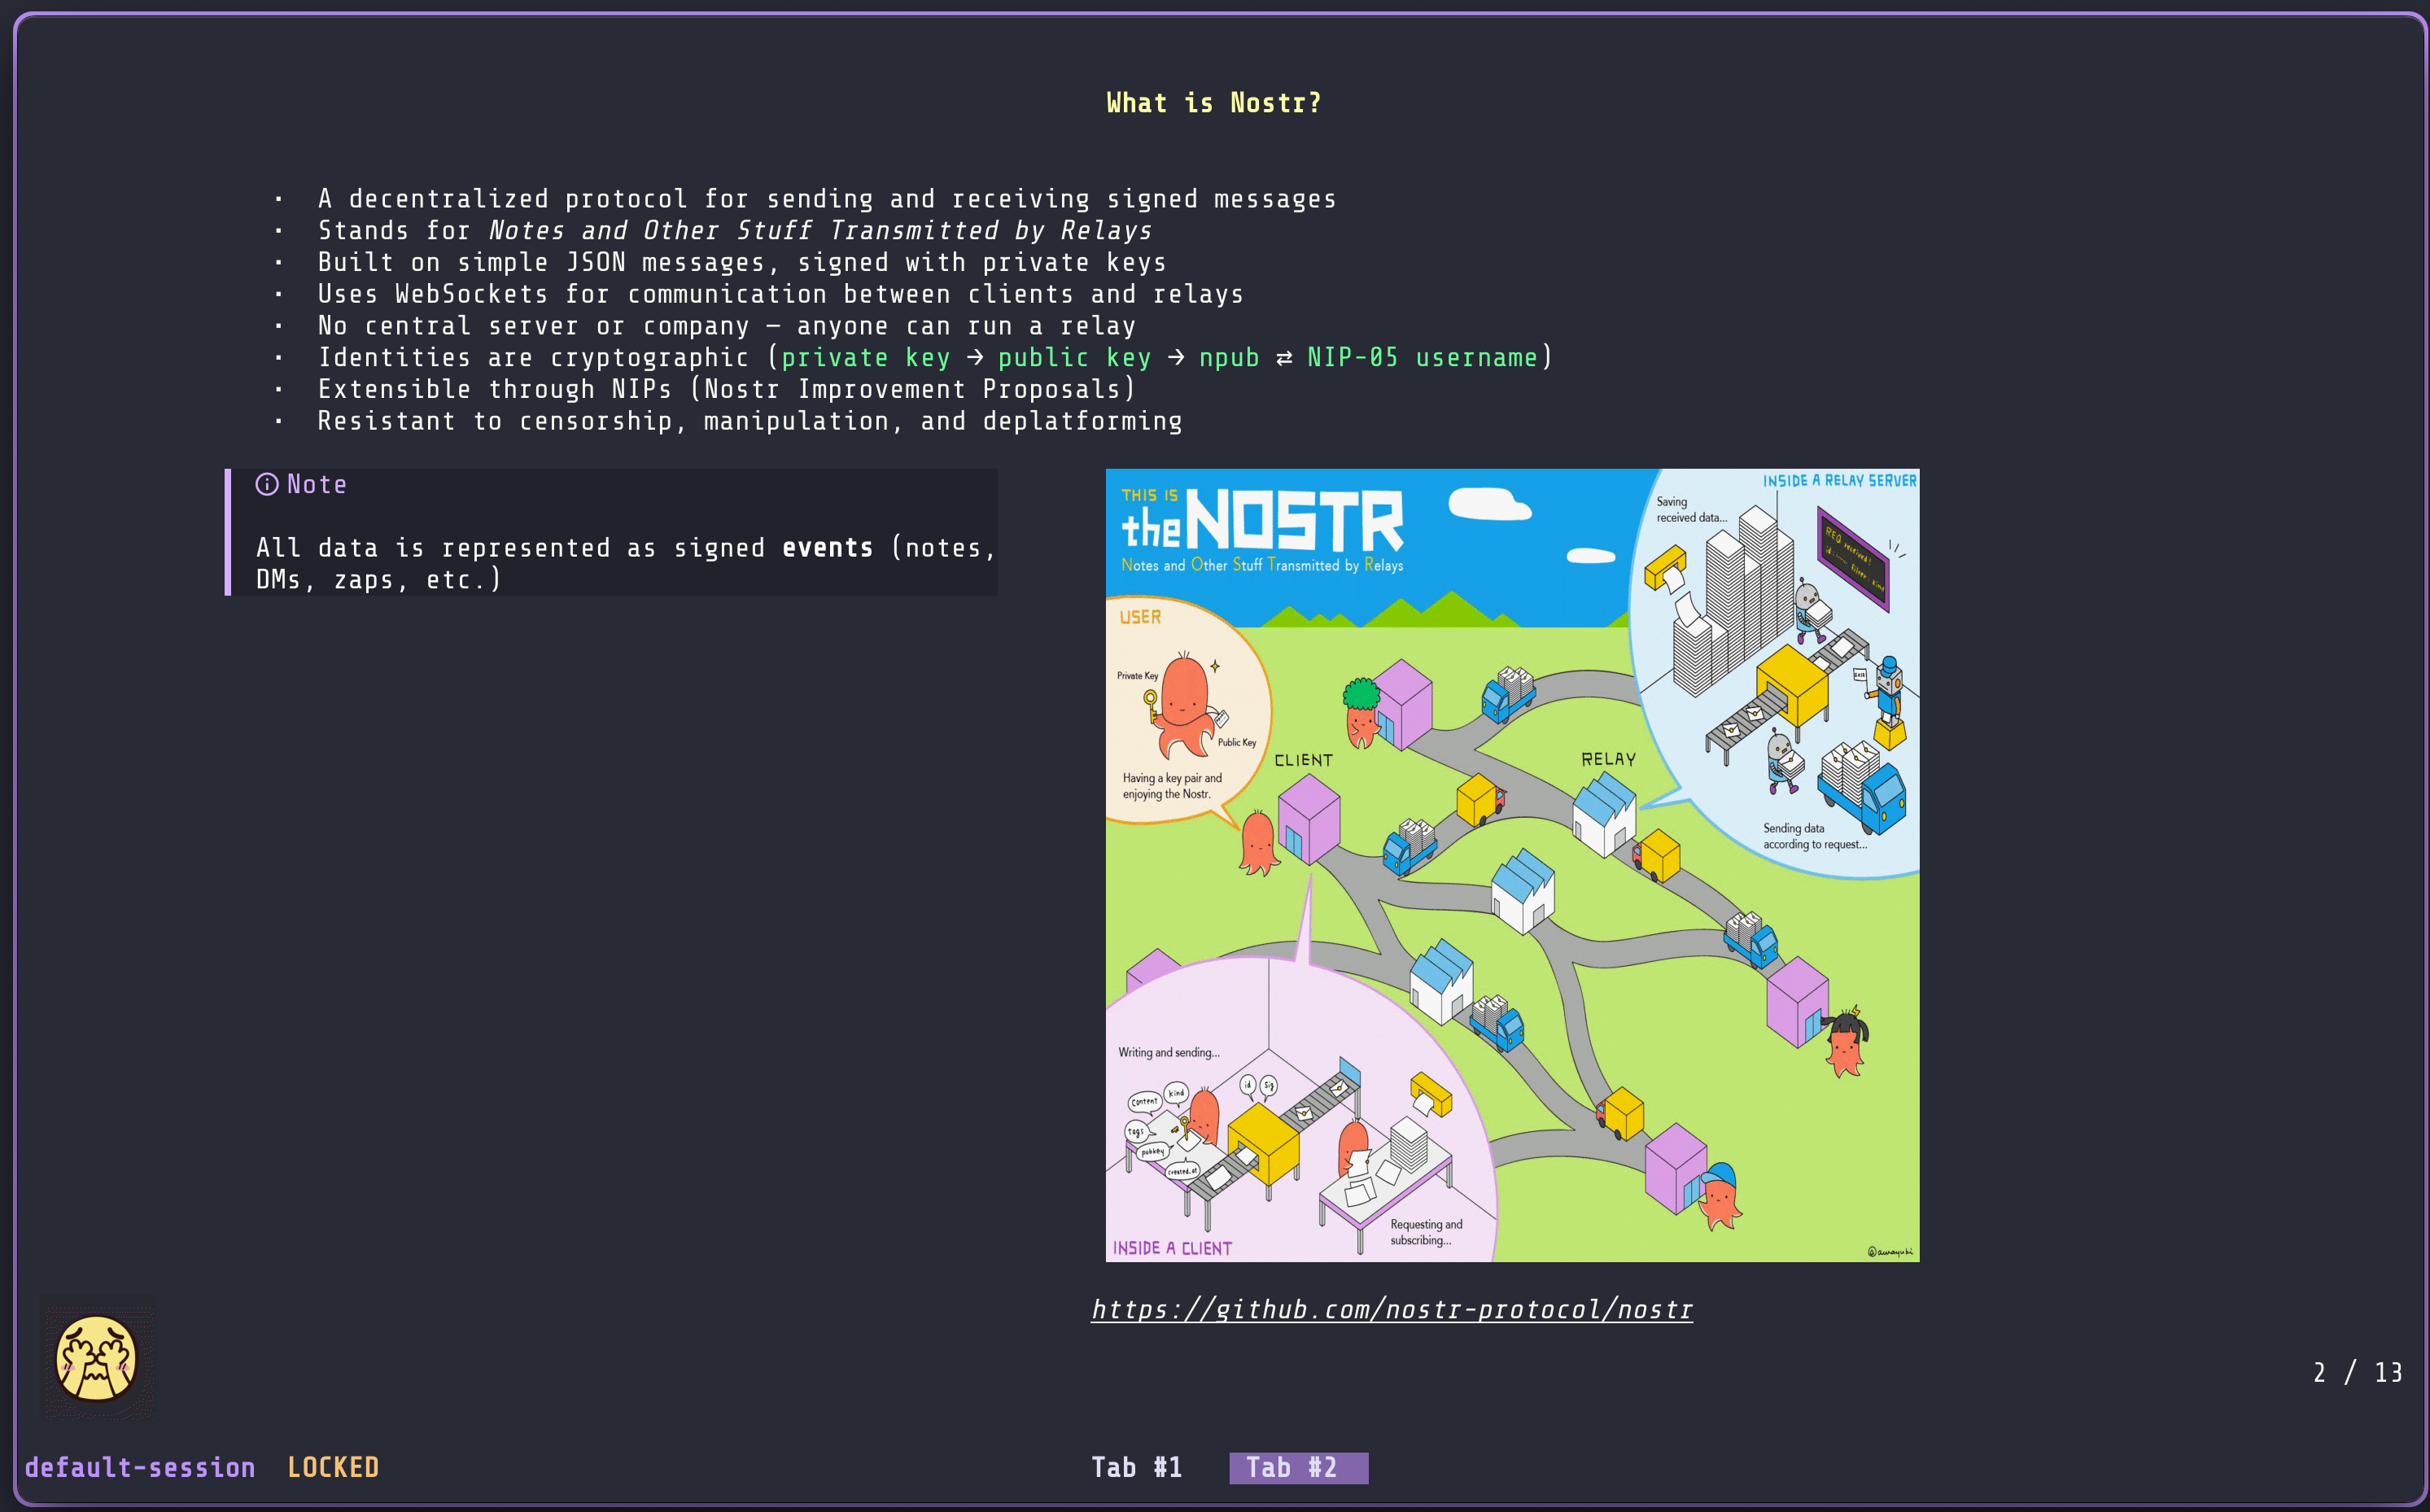 What is Nostr?
· A decentralized protocol for sending and receiving signed messages
· Stands for Notes and Other Stuff Transmitted by Relays
· Built on simple JSON messages, signed with private keys
· Uses WebSockets for communication between clients and relays
· No central server or company — anyone can run a relay
· Identities are cryptographic (private key → public key → npub ⇄ NIP-05 username)
· Extensible through NIPs (Nostr Improvement Proposals)
· Resistant to censorship, manipulation, and deplatforming
Note
All data is represented as signed events (notes,
DMs, zaps, etc.)
THIS IS
the NOSTR
Notes and Other Stuff Transmitted by Relays
INSIDE A RELAY SERVER
Saving
received data...
REQ received!
Sending data
according to request...
USER
Private Key
Public Key
Having a key pair and
enjoying the Nostr.
CLIENT
RELAY
Writing and sending...
content
kind
tags
pubkey
created_at
id
sig
Requesting and
subscribing...
INSIDE A CLIENT
https://github.com/nostr-protocol/nostr
2 / 13
default-session LOCKED Tab #1 Tab #2